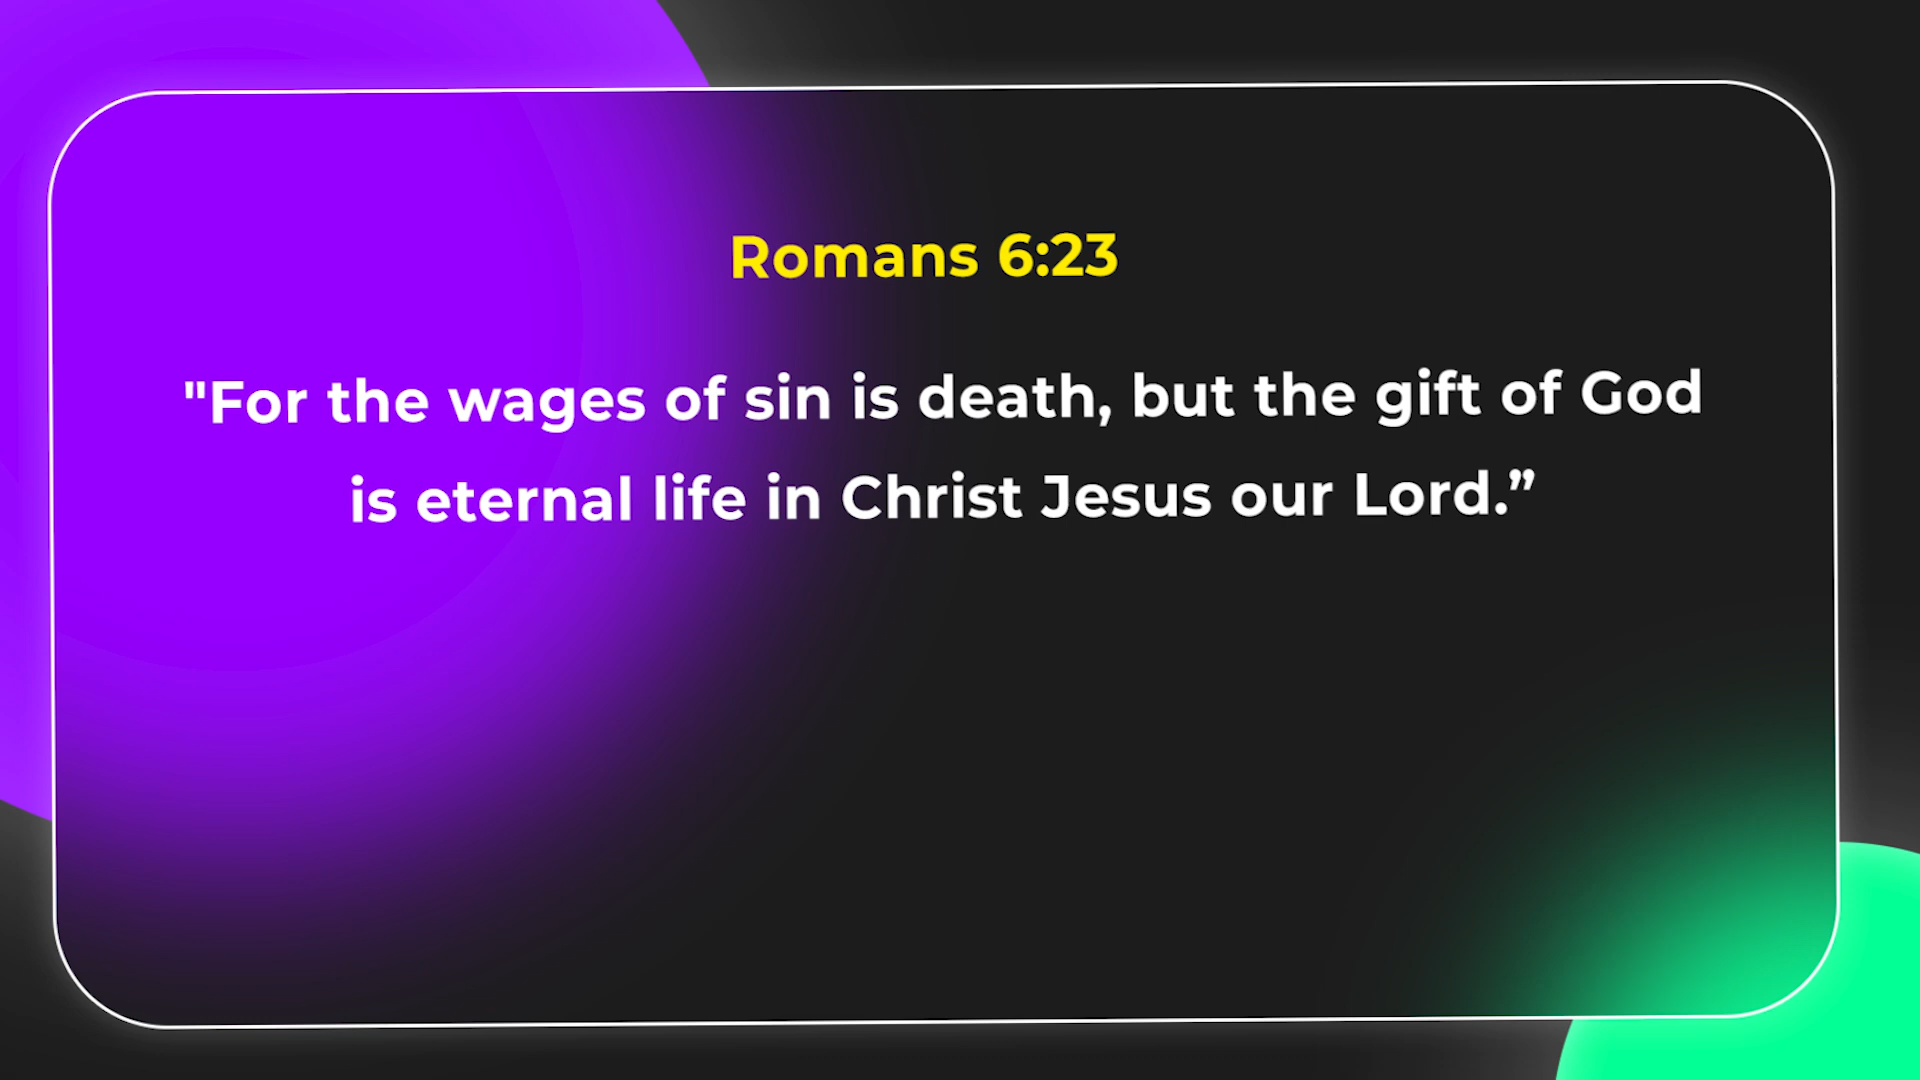 Romans 6:23
"For the wages of sin is death, but the gift of God
is eternal life in Christ Jesus our Lord.”